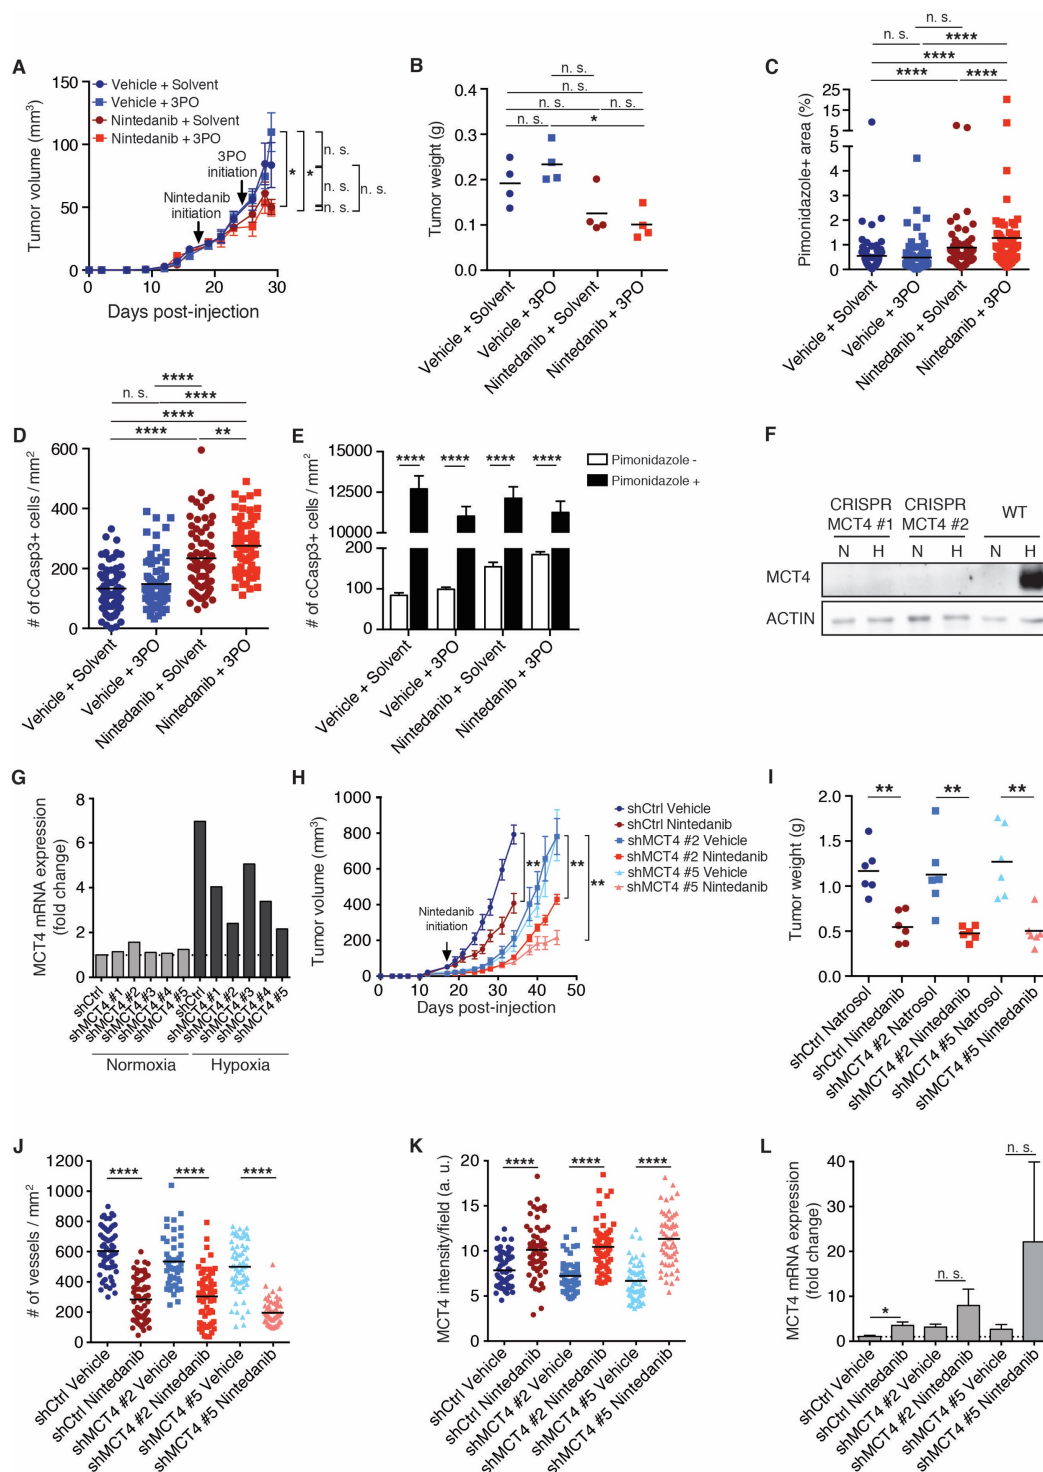 A
Tumor volume (mm3)
150
100
50
0
0
10
20
30
Days post-injection
Vehicle + Solvent
Vehicle + 3PO
Nintedanib + Solvent
Nintedanib + 3PO
3PO
initiation
Nintedanib
initiation
* * n. s.
n. s. n. s.
n. s.
B
n. s.
n. s.
n. s. n. s.
n. s. *
Tumor weight (g)
0.4
0.3
0.2
0.1
0.0
Vehicle + Solvent
Vehicle + 3PO
Nintedanib + Solvent
Nintedanib + 3PO
C
n. s.
n. s. ****
****
**** ****
Pimonidazole+ area (%)
25
15
5
5
4
3
2
1
0
Vehicle + Solvent
Vehicle + 3PO
Nintedanib + Solvent
Nintedanib + 3PO
D
****
n. s. ****
****
**** **
# of cCasp3+ cells / mm2
600
400
200
0
Vehicle + Solvent
Vehicle + 3PO
Nintedanib + Solvent
Nintedanib + 3PO
E
# of cCasp3+ cells / mm2
15000
12500
10000
200
100
0
**** **** **** ****
Pimonidazole -
Pimonidazole +
Vehicle + Solvent
Vehicle + 3PO
Nintedanib + Solvent
Nintedanib + 3PO
F
CRISPR CRISPR WT
MCT4 #1 MCT4 #2
N H N H N H
MCT4
ACTIN
G
MCT4 mRNA expression
(fold change)
8
6
4
2
0
shCtrl
shMCT4 #1
shMCT4 #2
shMCT4 #3
shMCT4 #4
shMCT4 #5
shCtrl
shMCT4 #1
shMCT4 #2
shMCT4 #3
shMCT4 #4
shMCT4 #5
Normoxia Hypoxia
H
Tumor volume (mm3)
1000
800
600
400
200
0
0 10 20 30 40 50
Days post-injection
Nintedanib
initiation
shCtrl Vehicle
shCtrl Nintedanib
shMCT4 #2 Vehicle
shMCT4 #2 Nintedanib
shMCT4 #5 Vehicle
shMCT4 #5 Nintedanib
** ** **
I
Tumor weight (g)
2.0
1.5
1.0
0.5
0.0
** ** **
shCtrl Natrosol
shCtrl Nintedanib
shMCT4 #2 Natrosol
shMCT4 #2 Nintedanib
shMCT4 #5 Natrosol
shMCT4 #5 Nintedanib
J
# of vessels / mm2
1200
1000
800
600
400
200
0
**** **** ****
shCtrl Vehicle
shCtrl Nintedanib
shMCT4 #2 Vehicle
shMCT4 #2 Nintedanib
shMCT4 #5 Vehicle
shMCT4 #5 Nintedanib
K
MCT4 intensity/field (a. u.)
20
15
10
5
0
**** **** ****
shCtrl Vehicle
shCtrl Nintedanib
shMCT4 #2 Vehicle
shMCT4 #2 Nintedanib
shMCT4 #5 Vehicle
shMCT4 #5 Nintedanib
L
MCT4 mRNA expression
(fold change)
40
30
20
10
0
* n. s. n. s.
shCtrl Vehicle
shCtrl Nintedanib
shMCT4 #2 Vehicle
shMCT4 #2 Nintedanib
shMCT4 #5 Vehicle
shMCT4 #5 Nintedanib